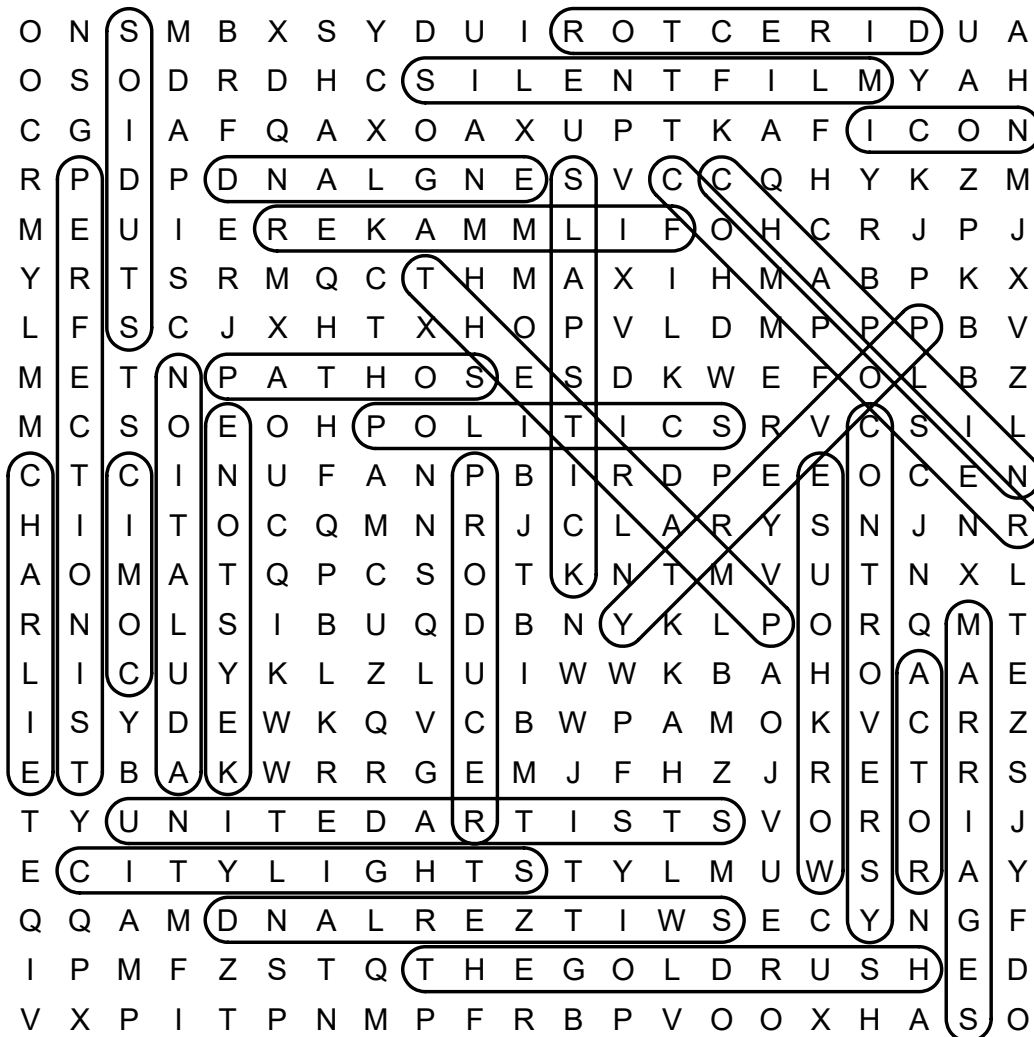 O N S M B X S Y D U I R O T C E R I D U A
O S O D R D H C S I L E N T F I L M Y A H
C G I A F Q A X O A X U P T K A F I C O N
R P D P D N A L G N E S V C C Q H Y K Z M
M E U I E R E K A M M L I F O H C R J P J
Y R T S R M Q C T H M A X I H M A B P K X
L F S C J X H T X H O P V L D M P P P B V
M E T N P A T H O S E S D K W E F O L B Z
M C S O E O H P O L I T I C S R V C S I L
C T C I N U F A N P B I R D P E E O C E N
H I I T O C Q M N R J C L A R Y S N J N R
A O M A T Q P C S O T K N T M V U T N X L
R N O L S I B U Q D B N Y K L P O R Q M T
L I C U Y K L Z L U I W W K B A H O A A E
I S Y D E W K Q V C B W P A M O K V C R Z
E T B A K W R R G E M J F H Z J R E T R S
T Y U N I T E D A R T I S T S V O R O I J
E C I T Y L I G H T S T Y L M U W S R A Y
Q Q A M D N A L R E Z T I W S E C Y N G F
I P M F Z S T Q T H E G O L D R U S H E D
V X P I T P N M P F R B P V O O X H A S O